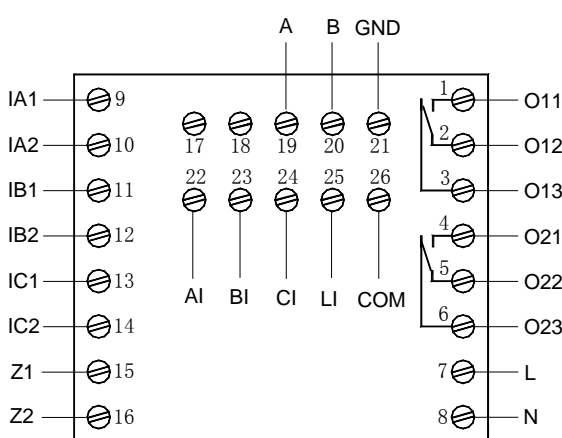 A B GND
IA1 9 1 O11
IA2 10 17 18 19 20 21 2 O12
IB1 11 22 23 24 25 26 3 O13
IB2 12 4 O21
IC1 13 AI BI CI LI COM 5 O22
IC2 14 6 O23
Z1 15 7 L
Z2 16 8 N